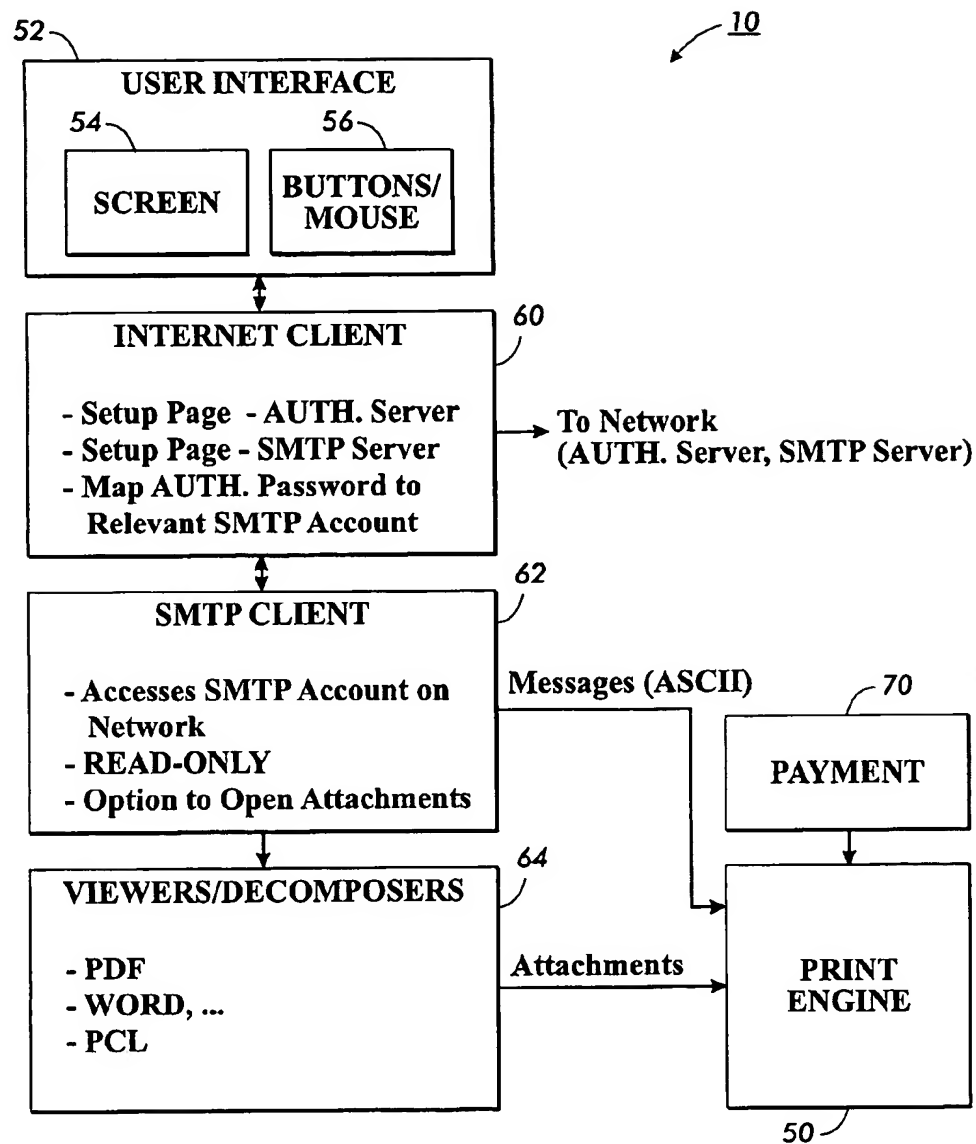 52
10
USER INTERFACE
54
56
SCREEN
BUTTONS/
MOUSE
60
INTERNET CLIENT
- Setup Page - AUTH. Server
- Setup Page - SMTP Server
- Map AUTH. Password to
Relevant SMTP Account
To Network
(AUTH. Server, SMTP Server)
62
SMTP CLIENT
- Accesses SMTP Account on
Network
- READ-ONLY
- Option to Open Attachments
Messages (ASCII)
70
PAYMENT
64
VIEWERS/DECOMPOSERS
- PDF
- WORD, ...
- PCL
Attachments
PRINT
ENGINE
50